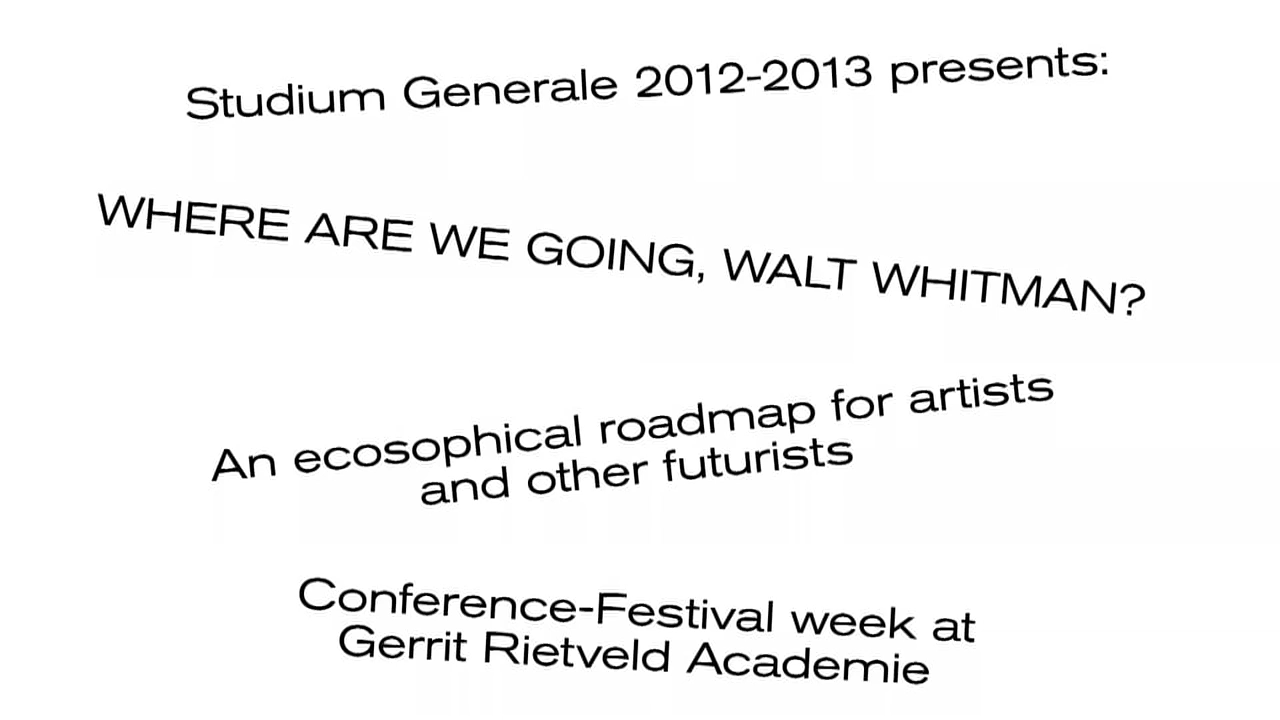 Studium Generale 2012-2013 presents:
WHERE ARE WE GOING, WALT WHITMAN?
An ecosophical roadmap for artists
and other futurists
Conference-Festival week at
Gerrit Rietveld Academie